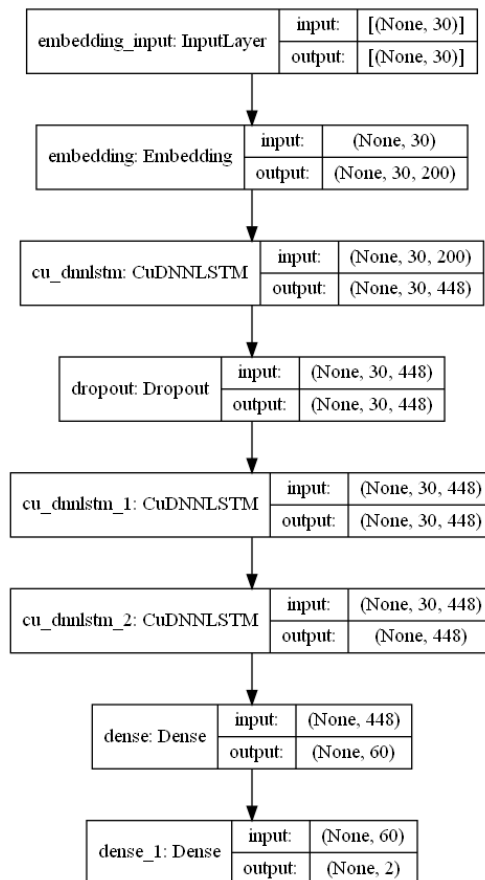 embedding_input: InputLayer
input: [(None, 30)]
output: [(None, 30)]
embedding: Embedding
input: (None, 30)
output: (None, 30, 200)
cu_dnnlstm: CuDNNLSTM
input: (None, 30, 200)
output: (None, 30, 448)
dropout: Dropout
input: (None, 30, 448)
output: (None, 30, 448)
cu_dnnlstm_1: CuDNNLSTM
input: (None, 30, 448)
output: (None, 30, 448)
cu_dnnlstm_2: CuDNNLSTM
input: (None, 30, 448)
output: (None, 448)
dense: Dense
input: (None, 448)
output: (None, 60)
dense_1: Dense
input: (None, 60)
output: (None, 2)